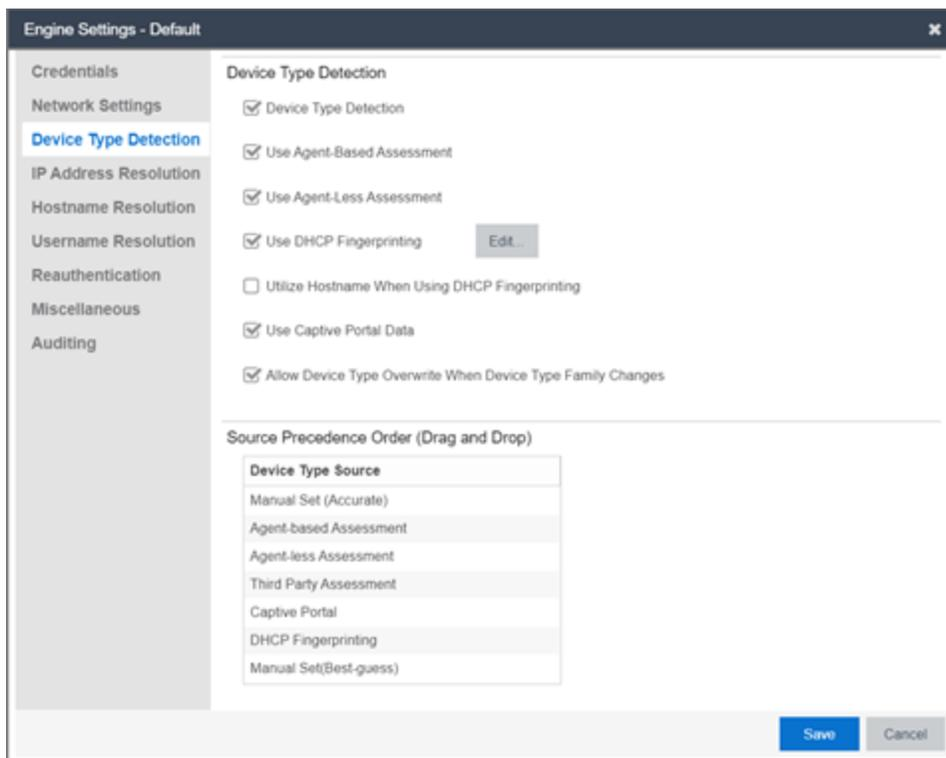 Engine Settings - Default
Credentials
Network Settings
Device Type Detection
IP Address Resolution
Hostname Resolution
Username Resolution
Reauthentication
Miscellaneous
Auditing
Device Type Detection
Device Type Detection
Use Agent-Based Assessment
Use Agent-Less Assessment
Use DHCP Fingerprinting
Edit...
Utilize Hostname When Using DHCP Fingerprinting
Use Captive Portal Data
Allow Device Type Overwrite When Device Type Family Changes
Source Precedence Order (Drag and Drop)
Device Type Source
Manual Set (Accurate)
Agent-based Assessment
Agent-less Assessment
Third Party Assessment
Captive Portal
DHCP Fingerprinting
Manual Set(Best-guess)
Save
Cancel